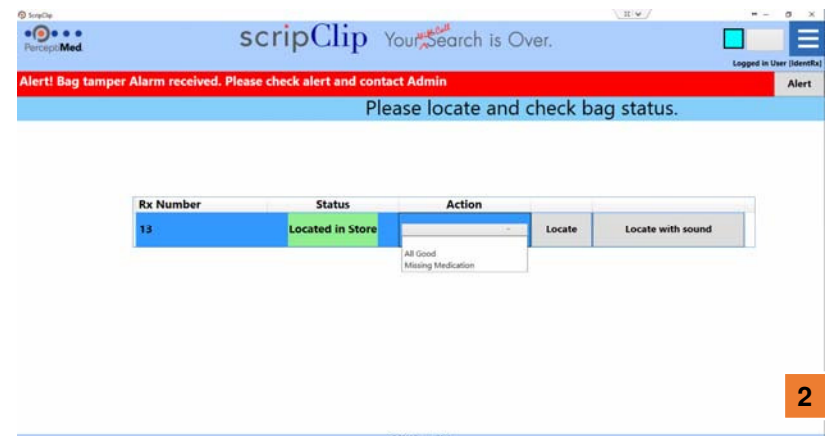 ScripClip
PerceptiMed
scripClip Your WillCall Search is Over.
Logged in User [IdentRx]
Alert! Bag tamper Alarm received. Please check alert and contact Admin
Alert
Please locate and check bag status.
Rx Number Status Action
13 Located in Store Locate Locate with sound
All Good
Missing Medication
2